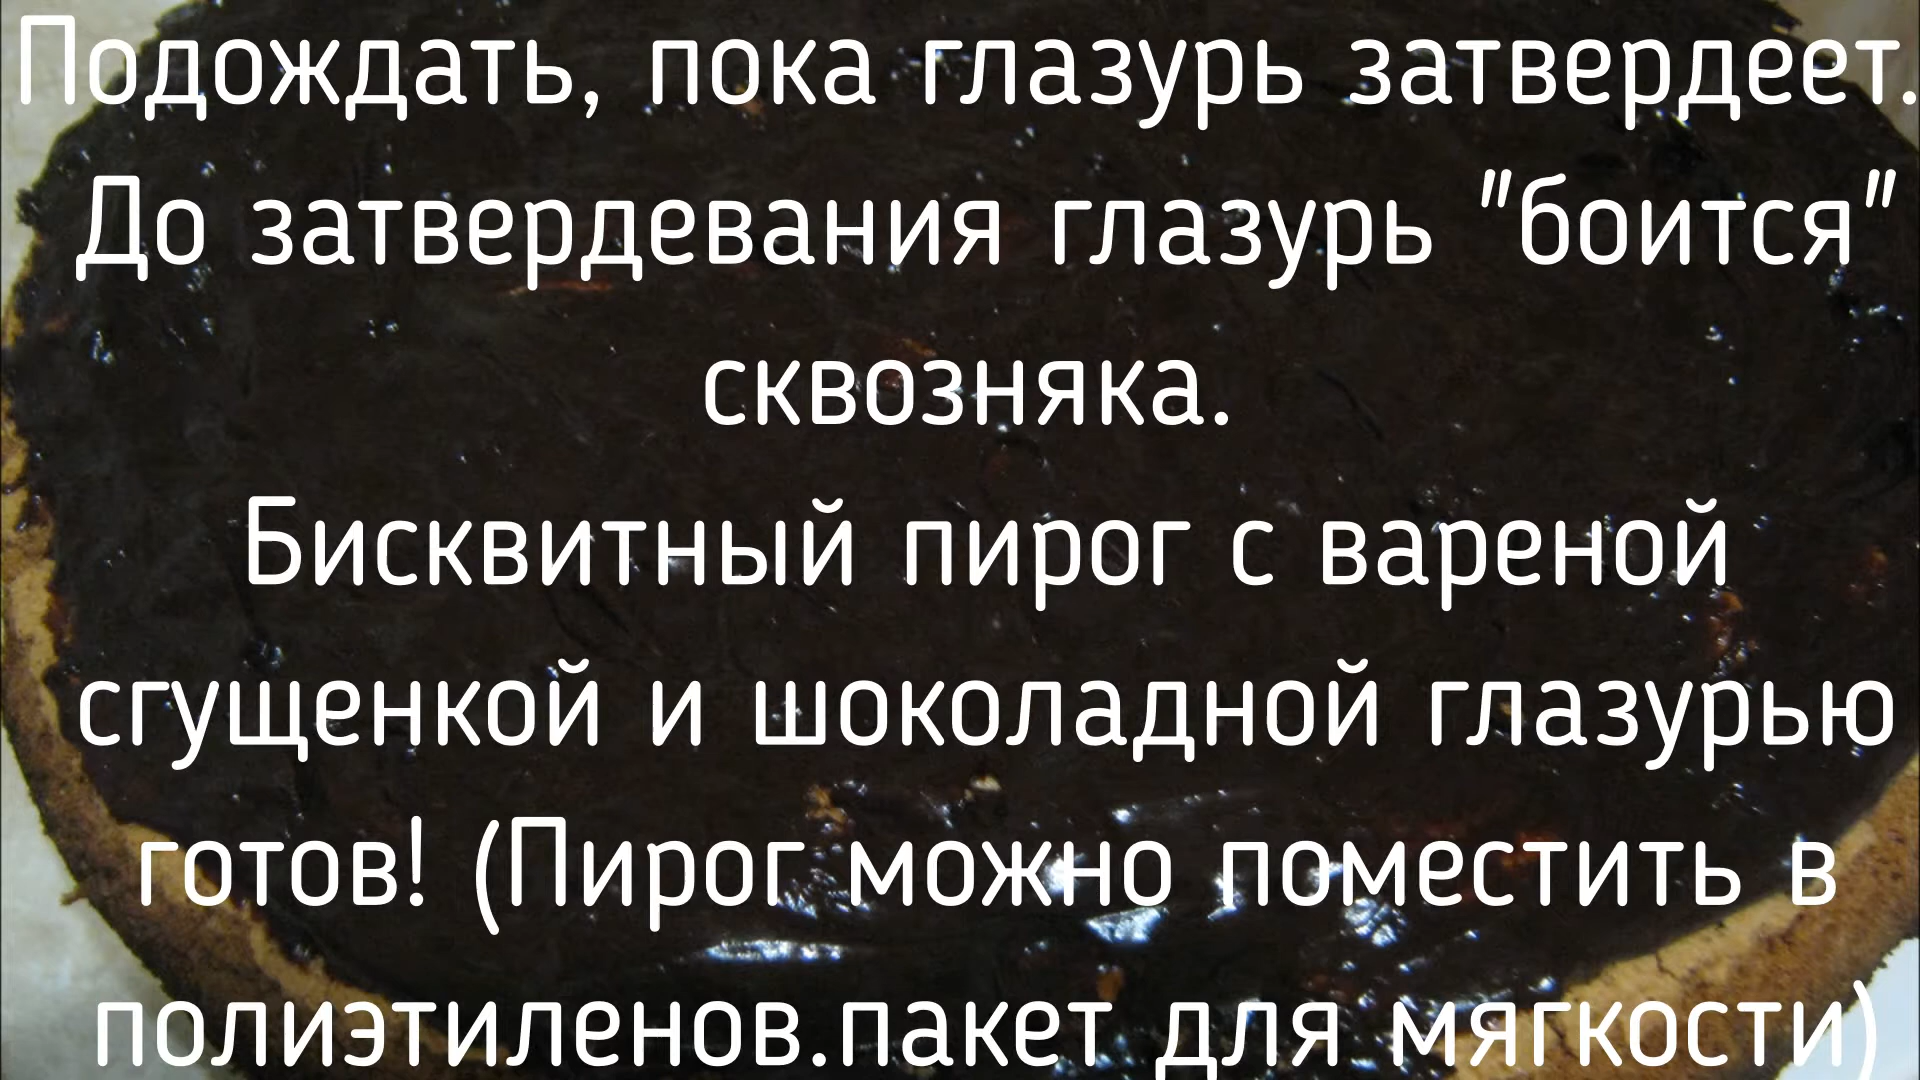 Подождать, пока глазурь затвердеет.
До затвердевания глазурь "боится"
сквозняка.
Бисквитный пирог с вареной
сгущенкой и шоколадной глазурью
готов! (Пирог можно поместить в
полиэтиленов.пакет для мягкости)